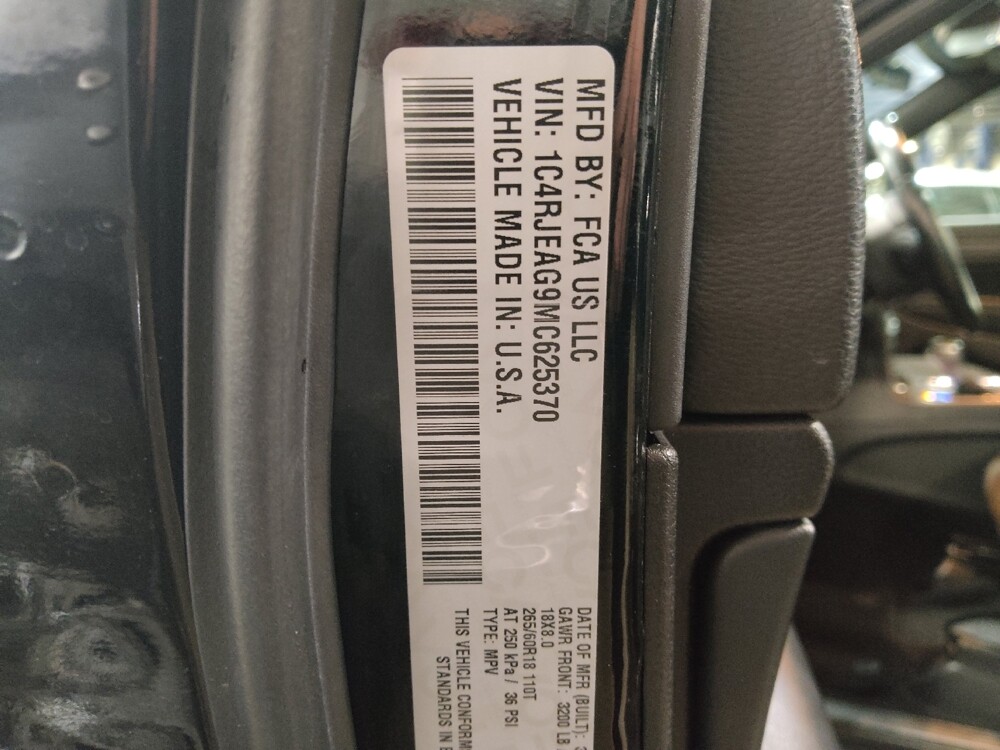 MFD BY: FCA US LLC
VIN: 1C4RJEAG9MC625370
VEHICLE MADE IN: U.S.A.
DATE OF MFR (BUILT):
GAWR FRONT: 3200 LB
18X8.0
265/60R18 110T
AT 250 kPa / 36 PSI
TYPE: MPV
THIS VEHICLE CONFORM
STANDARDS IN